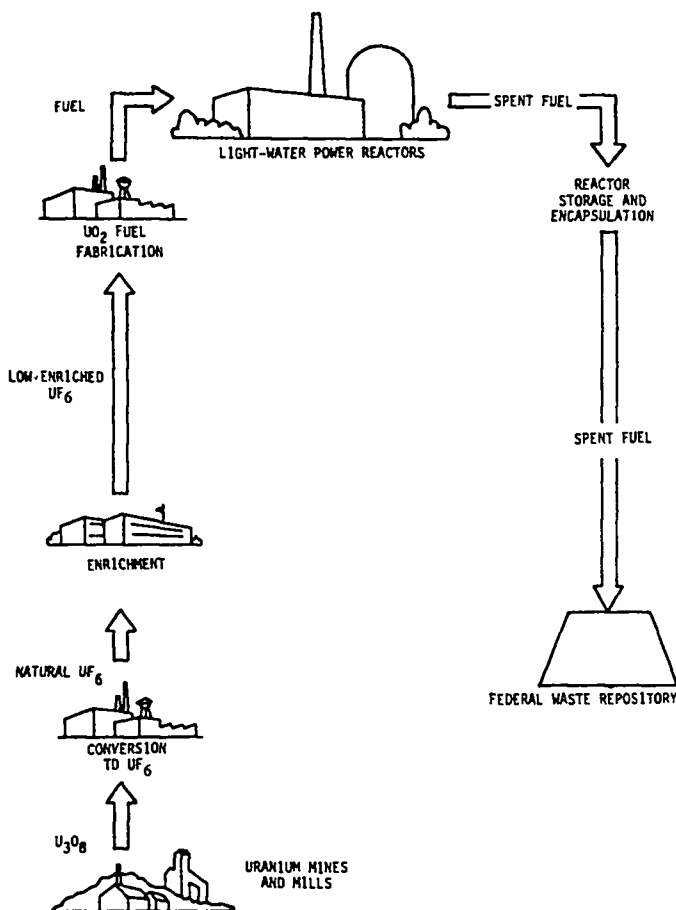 FUEL
SPENT FUEL
LIGHT-WATER POWER REACTORS
REACTOR
STORAGE AND
ENCAPSULATION
UO2 FUEL
FABRICATION
LOW-ENRICHED
UF6
SPENT FUEL
ENRICHMENT
NATURAL UF6
FEDERAL WASTE REPOSITORY
CONVERSION
TO UF6
U3O8
URANIUM MINES
AND MILLS